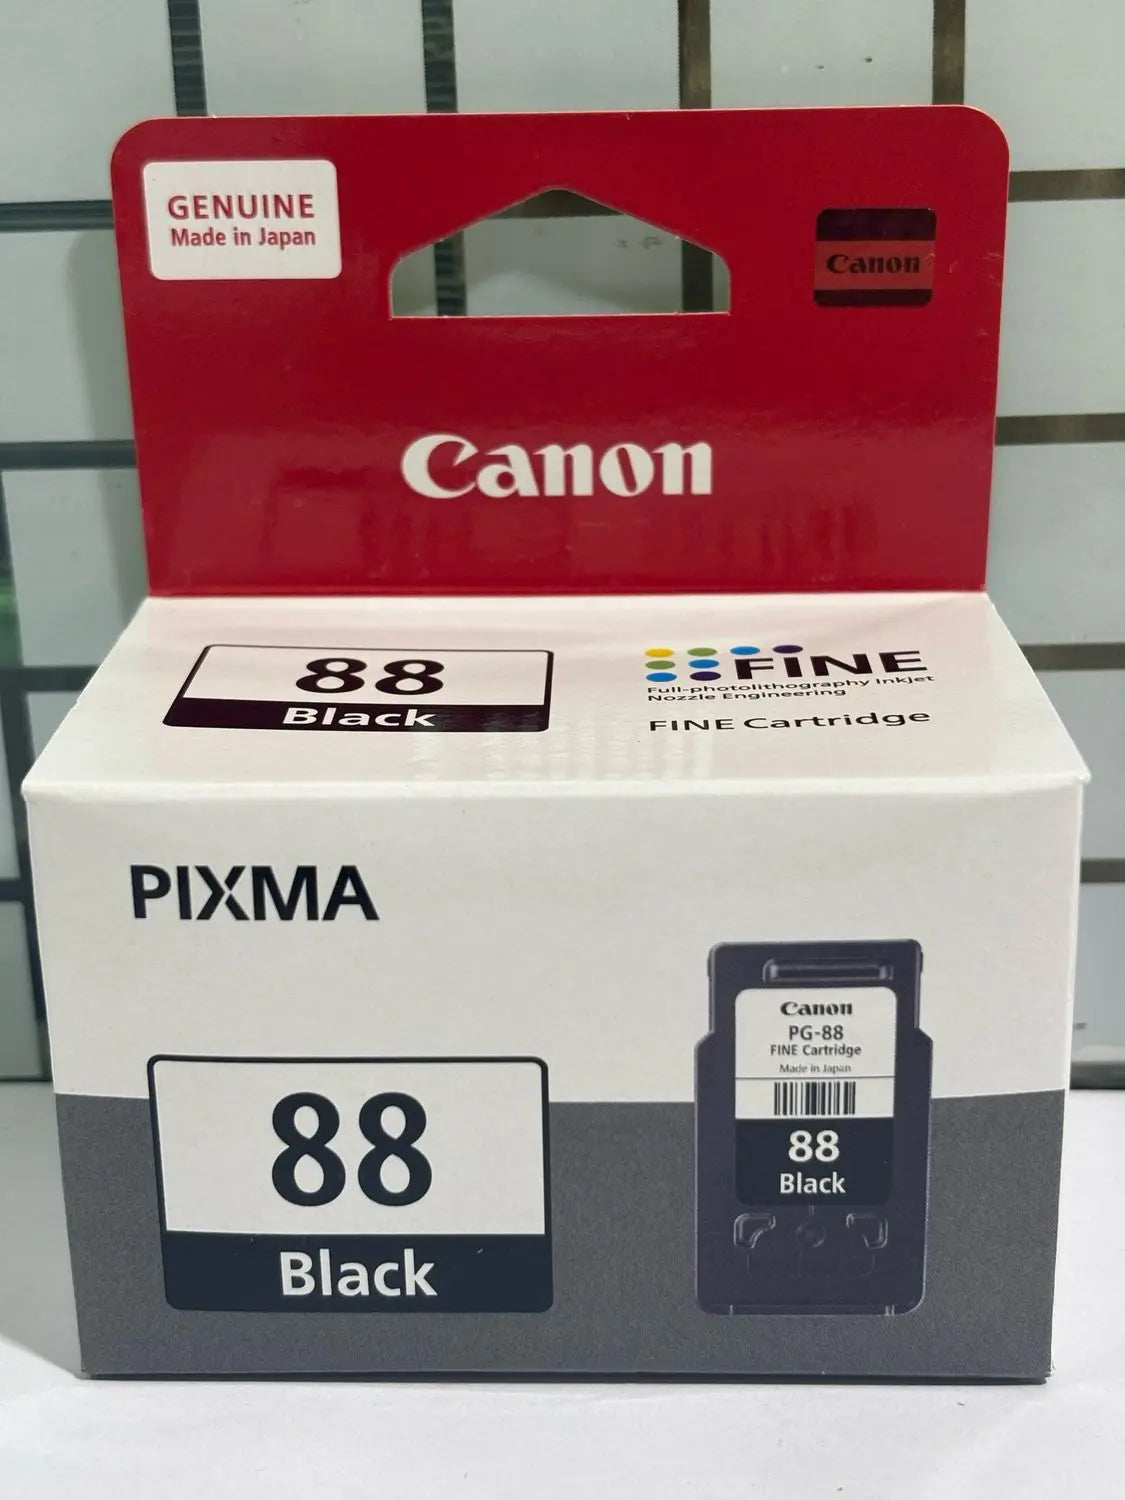 GENUINE
Made in Japan
Canon
Canon
88
Black
FINE
Full-photolithography Inkjet
Nozzle Engineering
FINE Cartridge
PIXMA
88
Black
Canon
PG-88
FINE Cartridge
Made in Japan
88
Black